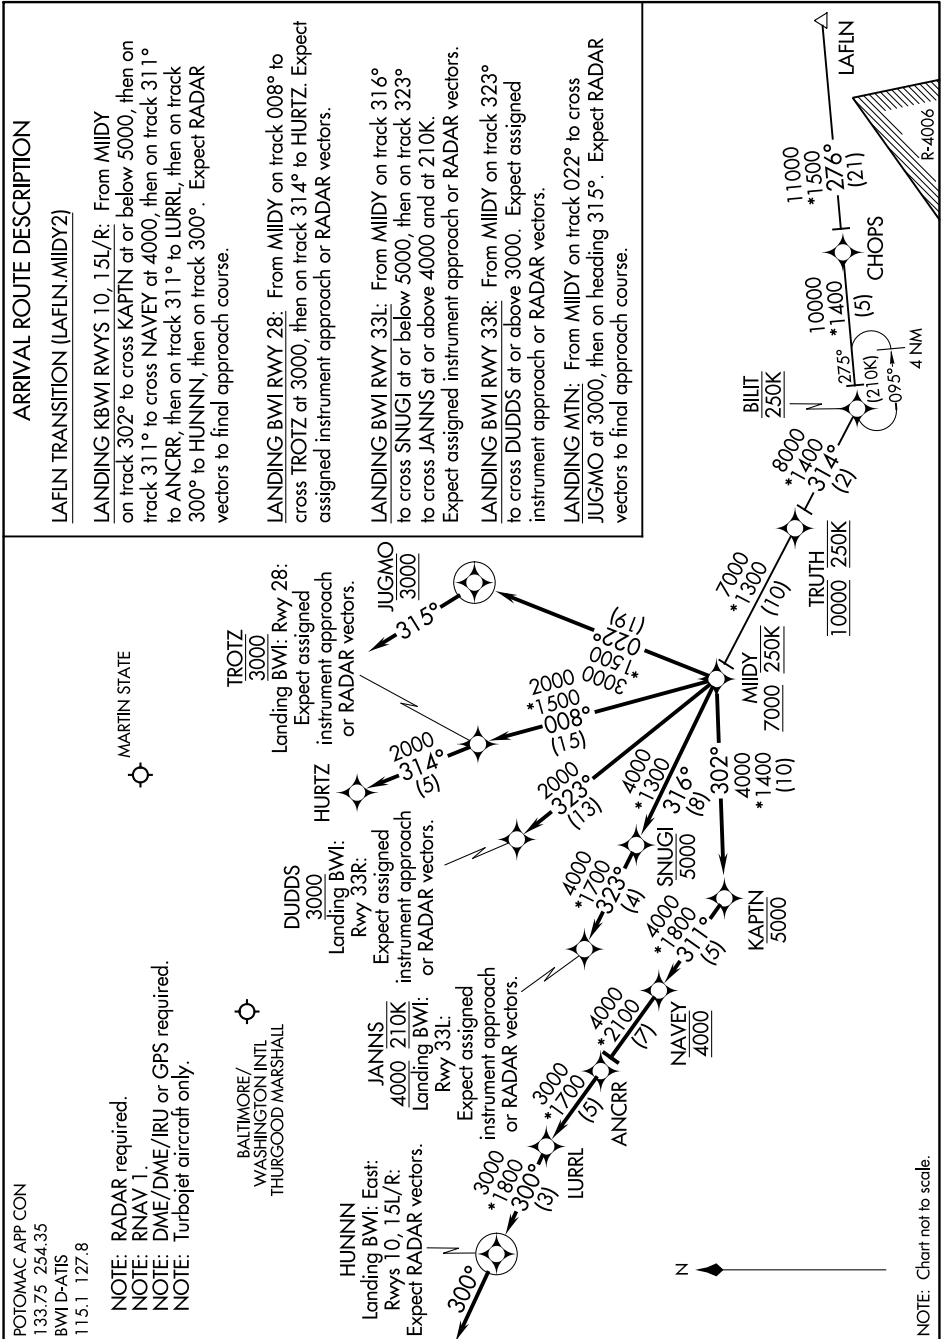 POTOMAC APP CON
133.75 254.35
BWI D-ATIS
115.1 127.8
NOTE: RADAR required.
NOTE: RNAV 1.
NOTE: DME/DME/IRU or GPS required.
NOTE: Turbojet aircraft only.
MARTIN STATE
BALTIMORE/
WASHINGTON INTL
THURGOOD MARSHALL
ARRIVAL ROUTE DESCRIPTION
LAFLN TRANSITION (LAFLN.MIIDY2)
LANDING KBWI RWYS 10, 15L/R: From MIIDY
on track 302° to cross KAPTN at or below 5000, then on
track 311° to cross NAVEY at 4000, then on track 311°
to ANCRR, then on track 311° to LURRL, then on track
300° to HUNNN, then on track 300°. Expect RADAR
vectors to final approach course.
LANDING BWI RWY 28: From MIIDY on track 008° to
cross TROTZ at 3000, then on track 314° to HURTZ. Expect
assigned instrument approach or RADAR vectors.
LANDING BWI RWY 33L: From MIIDY on track 316°
to cross SNUGI at or below 5000, then on track 323°
to cross JANNS at or above 4000 and at 210K.
Expect assigned instrument approach or RADAR vectors.
LANDING BWI RWY 33R: From MIIDY on track 323°
to cross DUDDS at or above 3000. Expect assigned
instrument approach or RADAR vectors.
LANDING MTN: From MIIDY on track 022° to cross
JUGMO at 3000, then on heading 315°. Expect RADAR
vectors to final approach course.
TROTZ
3000
Landing BWI: Rwy 28:
Expect assigned
instrument approach
or RADAR vectors.
JUGMO
3000
315°
HURTZ
2000
314°
(5)
2000
*1500
008°
(15)
3000
*1500
022°
(19)
DUDDS
3000
Landing BWI:
Rwy 33R:
Expect assigned
instrument approach
or RADAR vectors.
2000
323°
(13)
4000
*1300
316°
(8)
SNUGI
5000
4000
*1700
323°
(4)
JANNS
4000 210K
Landing BWI:
Rwy 33L:
Expect assigned
instrument approach
or RADAR vectors.
302°
4000
*1400
(10)
KAPTN
5000
4000
*1800
311°
(5)
NAVEY
4000
4000
*2100
(7)
ANCRR
3000
*1700
(5)
LURRL
3000
*1800
300°
(3)
HUNNN
Landing BWI: East:
Rwys 10, 15L/R:
Expect RADAR vectors.
300°
MIIDY
7000 250K
7000
*1300
(10)
TRUTH
10000 250K
8000
*1400
314°
(2)
BILIT
250K
275°
(210K)
095°
4 NM
10000
*1400
(5)
CHOPS
11000
*1500
276°
(21)
LAFLN
R-4006
N
NOTE: Chart not to scale.